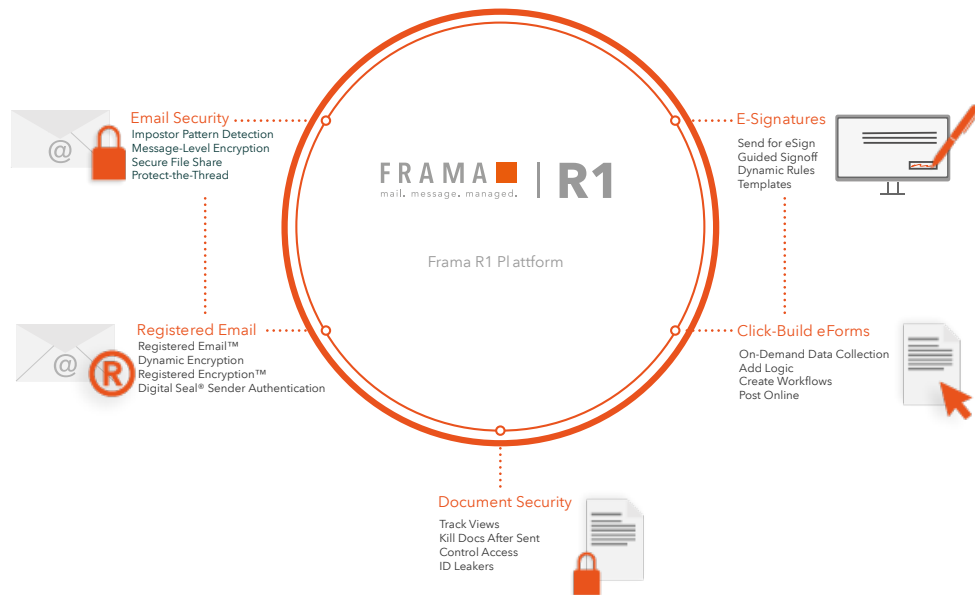 Email Security
Impostor Pattern Detection
Message-Level Encryption
Secure File Share
Protect-the-Thread
@
E-Signatures
Send for eSign
Guided Signoff
Dynamic Rules
Templates
FRAMA | R1
mail. message. managed.
Frama R1 Pl attform
Registered Email
Registered Email™
Dynamic Encryption
Registered Encryption™
Digital Seal® Sender Authentication
@
R
Click-Build eForms
On-Demand Data Collection
Add Logic
Create Workflows
Post Online
Document Security
Track Views
Kill Docs After Sent
Control Access
ID Leakers